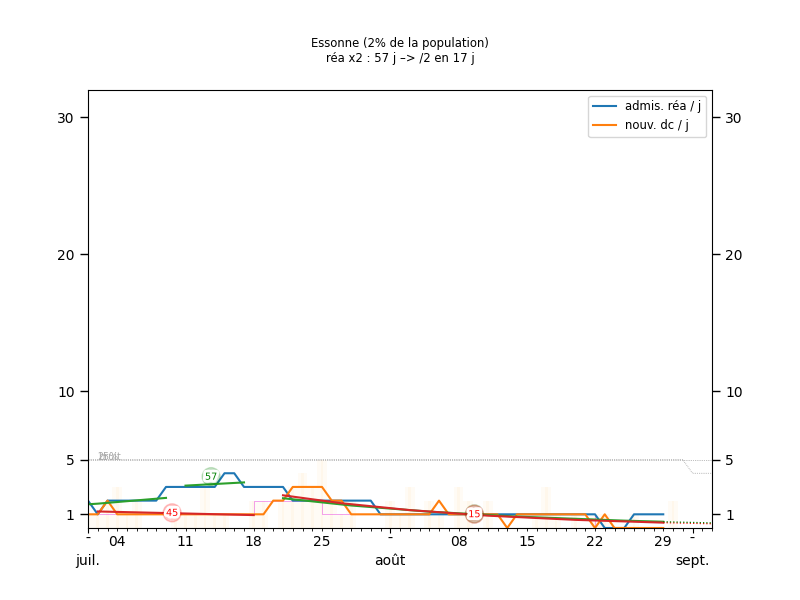 Essonne (2% de la population)
réa x2 : 57 j –> /2 en 17 j
admis. réa / j
nouv. dc / j
30
30
20
20
10
10
5
5
57
45
15
1
1
- 04 11 18 25 - 08 15 22 29 -
juil. août sept.